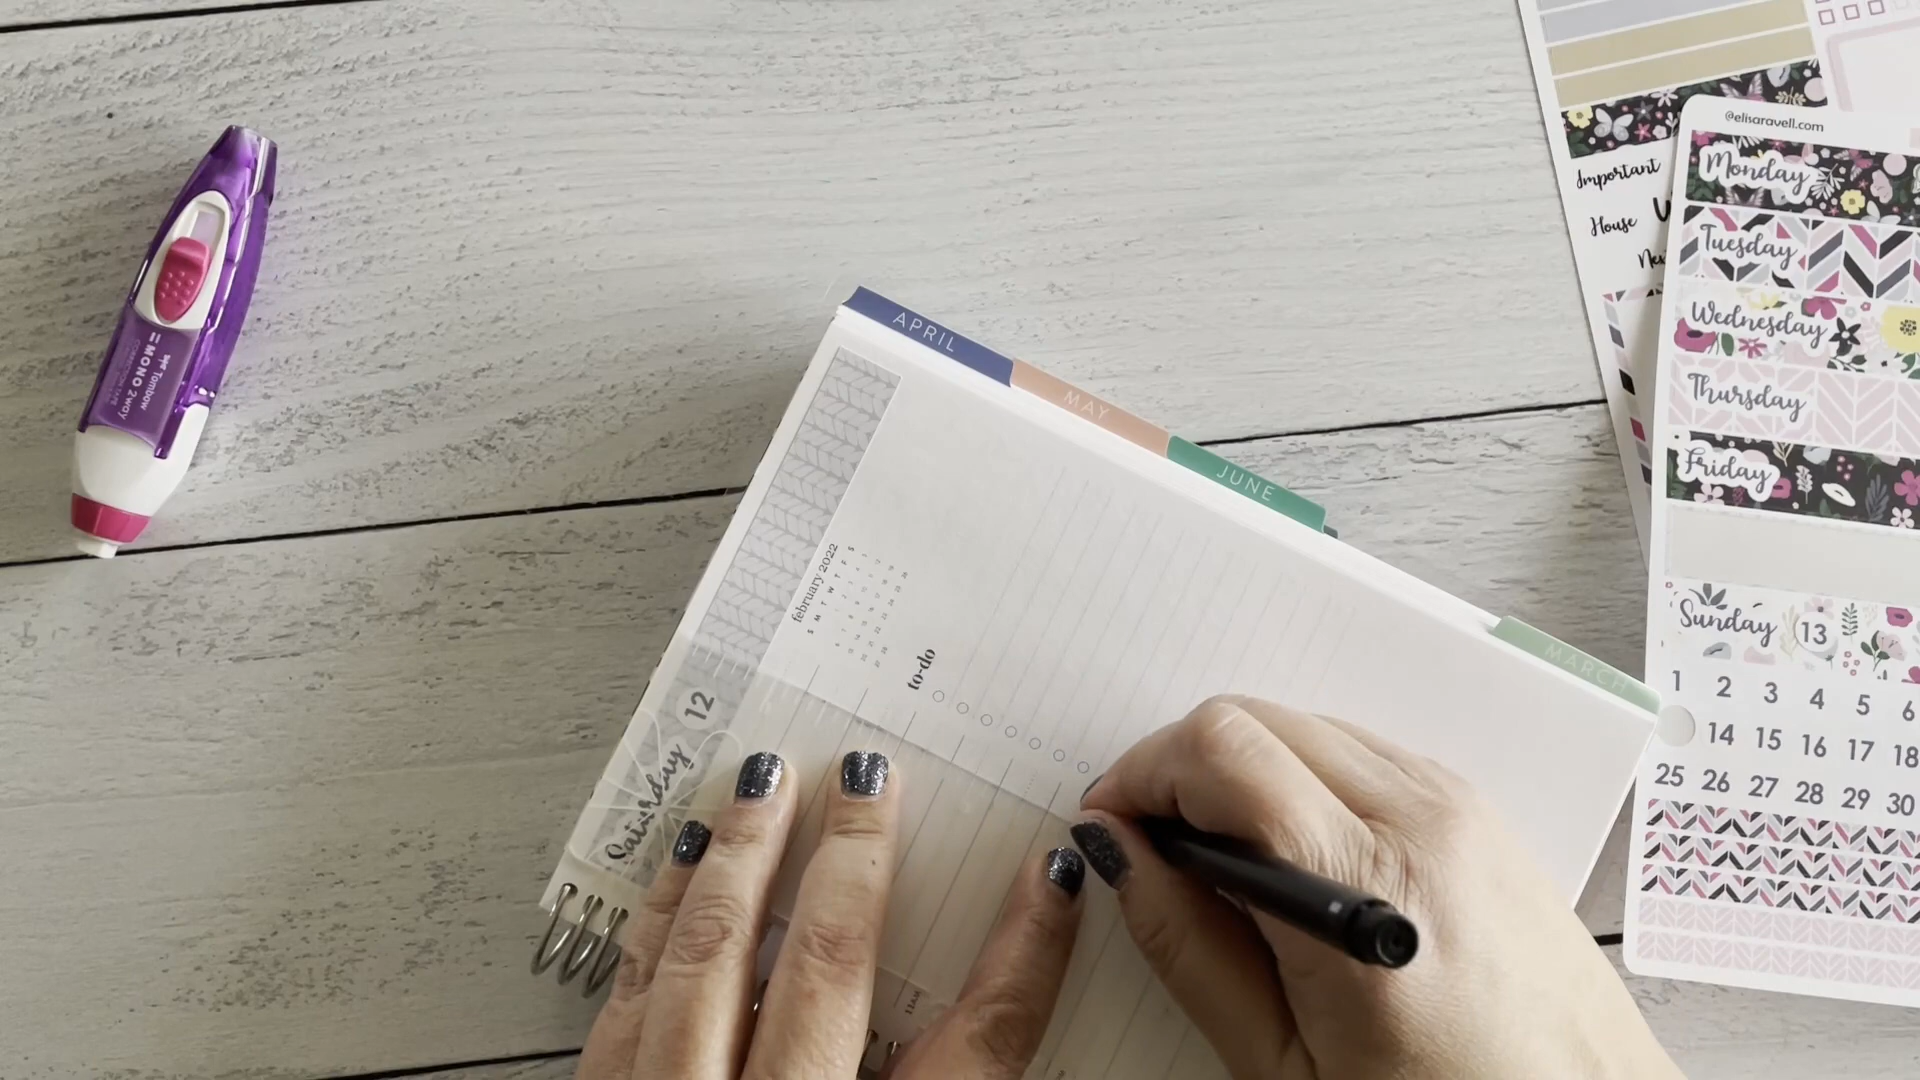 APRIL
MAY
JUNE
MARCH
february 2022
S M T W T F S
to-do
Saturday 12
11AM
Tombow
MONO 2way
@elisaravell.com
Important
House
Monday
Tuesday
Wednesday
Thursday
Friday
Sunday 13
1 2 3 4 5 6
14 15 16 17 18
25 26 27 28 29 30